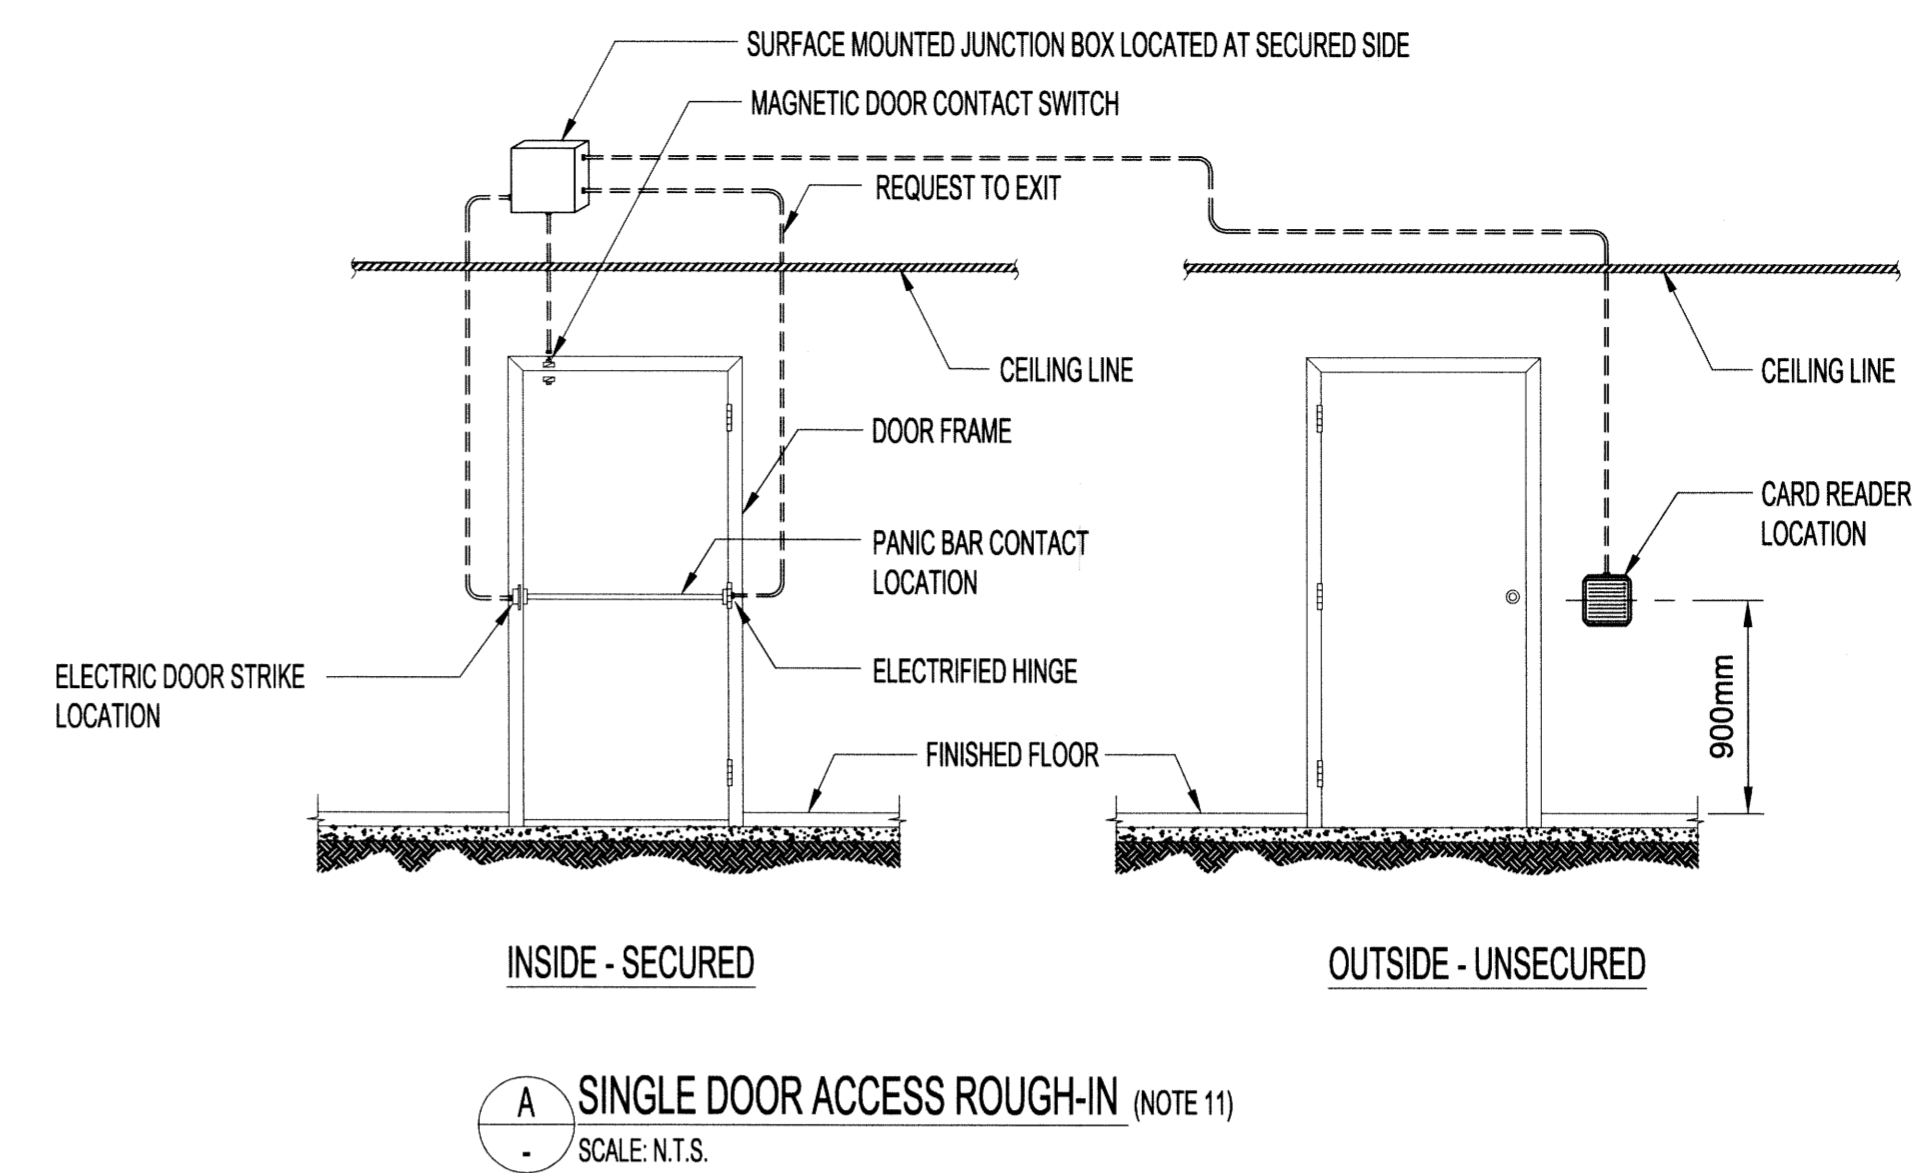 SURFACE MOUNTED JUNCTION BOX LOCATED AT SECURED SIDE
MAGNETIC DOOR CONTACT SWITCH
REQUEST TO EXIT
CEILING LINE
CEILING LINE
DOOR FRAME
CARD READER
LOCATION
PANIC BAR CONTACT
LOCATION
ELECTRIC DOOR STRIKE
LOCATION
ELECTRIFIED HINGE
900mm
FINISHED FLOOR
INSIDE - SECURED
OUTSIDE - UNSECURED
A
-
SINGLE DOOR ACCESS ROUGH-IN (NOTE 11)
SCALE: N.T.S.